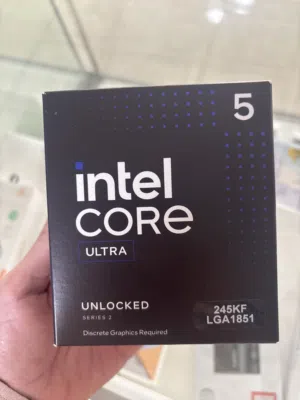 5
intel
CORE
ULTRA
UNLOCKED
SERIES 2
245KF
LGA1851
Discrete Graphics Required